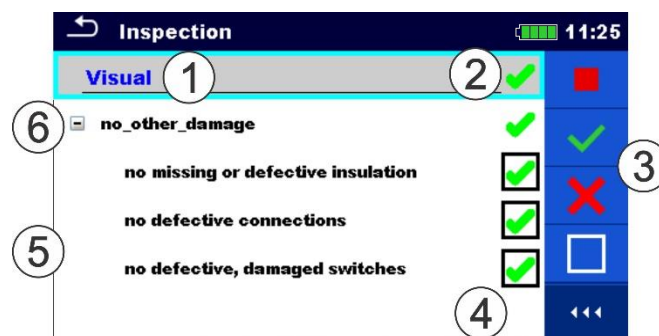 Inspection 11:25
Visual 1 2
6 no_other_damage
3
no missing or defective insulation
no defective connections
5
no defective, damaged switches
4